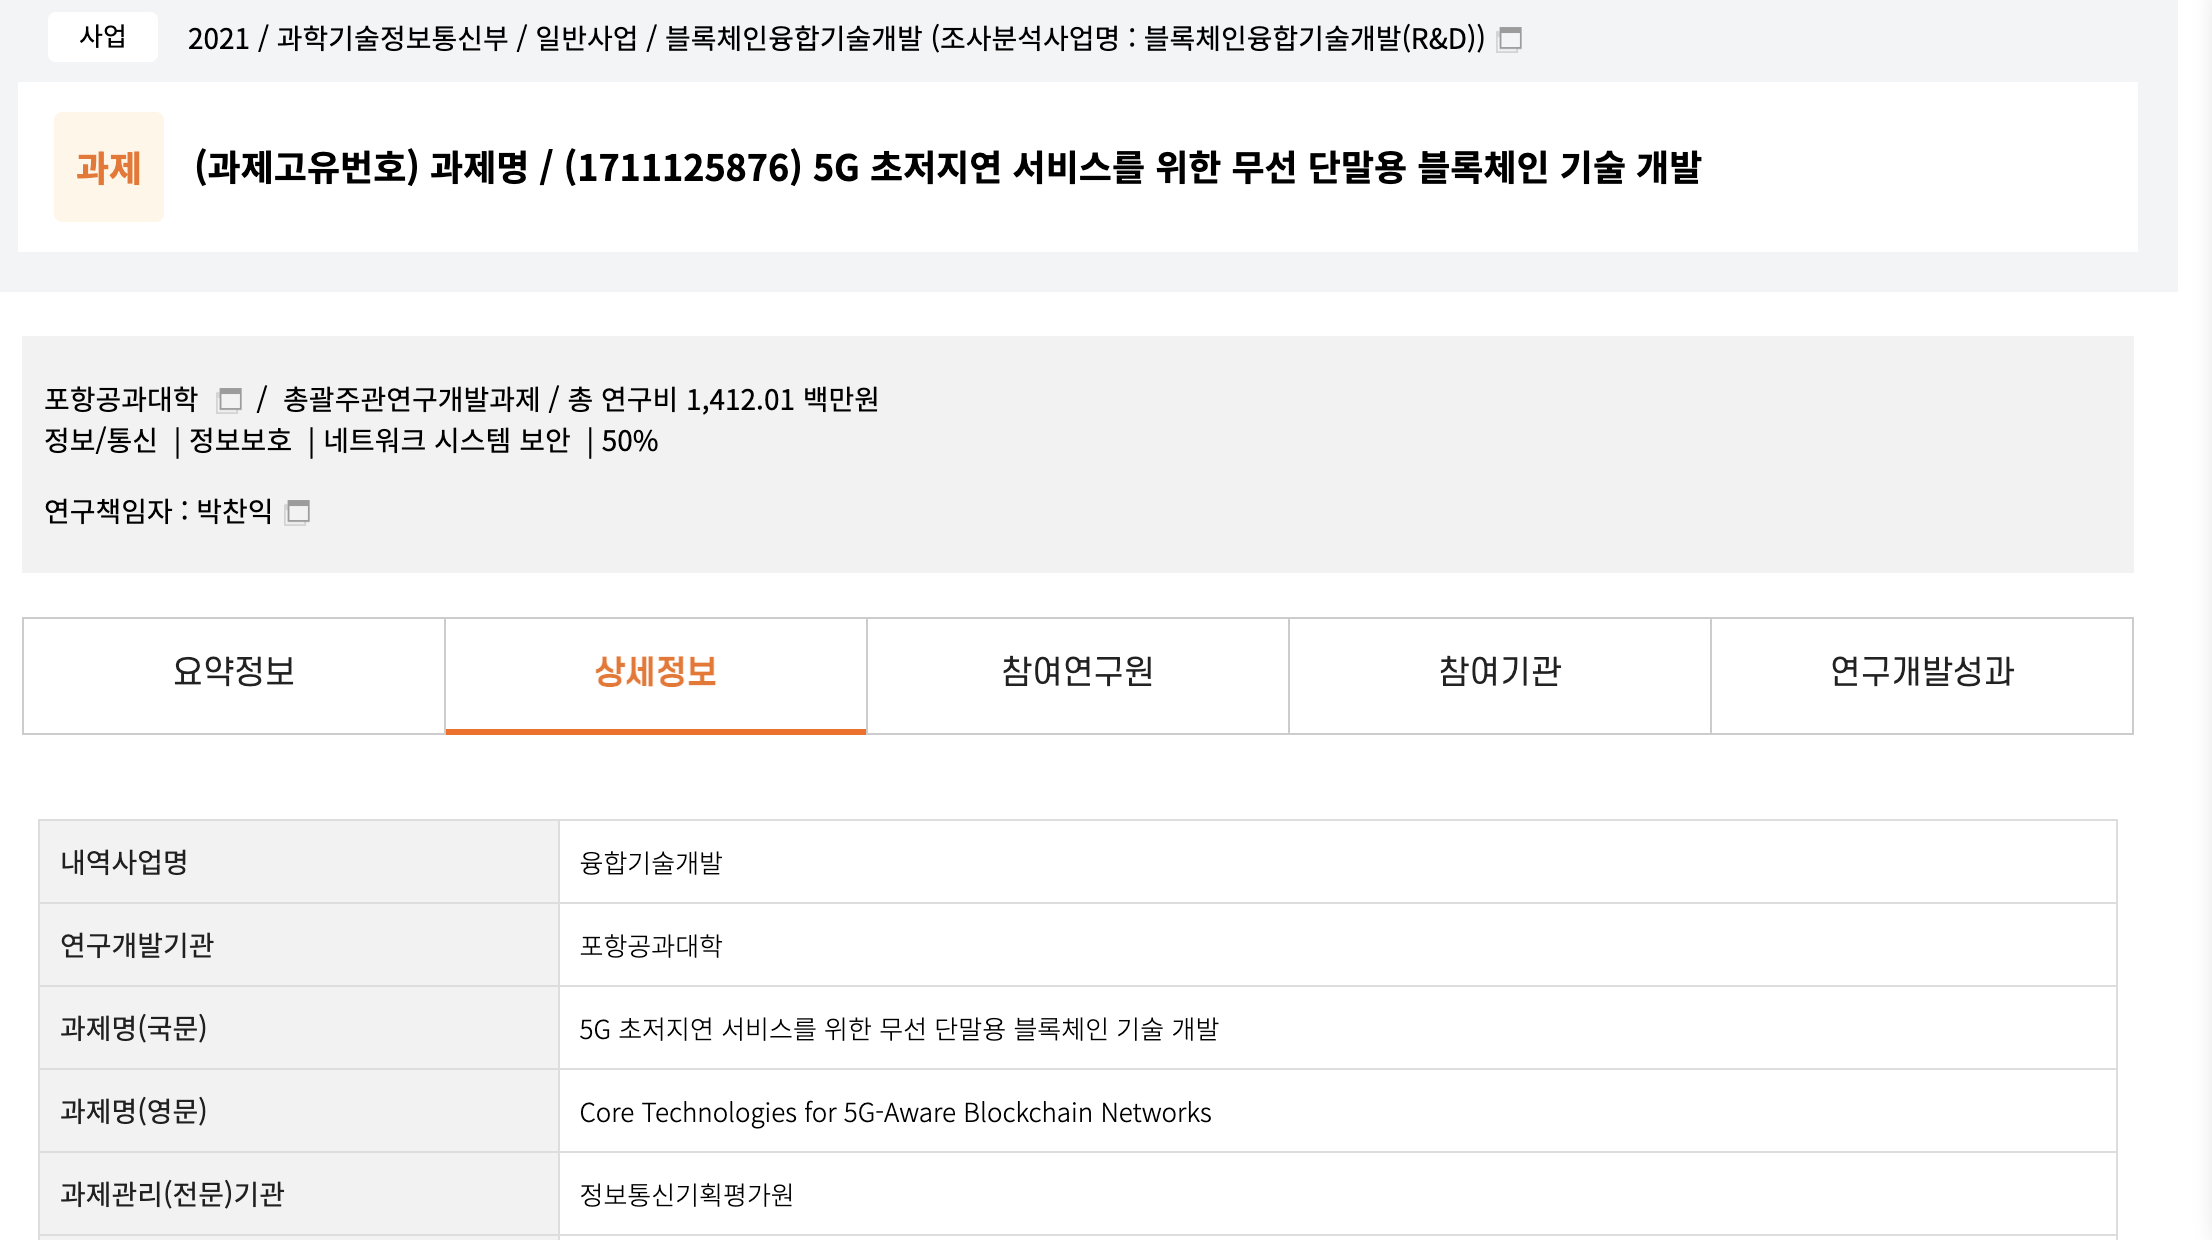 사업 2021 / 과학기술정보통신부 / 일반사업 / 블록체인융합기술개발 (조사분석사업명 : 블록체인융합기술개발(R&D))
과제 (과제고유번호) 과제명 / (1711125876) 5G 초저지연 서비스를 위한 무선 단말용 블록체인 기술 개발
포항공과대학 / 총괄주관연구개발과제 / 총 연구비 1,412.01 백만원
정보/통신 | 정보보호 | 네트워크 시스템 보안 | 50%
연구책임자 : 박찬익
요약정보 상세정보 참여연구원 참여기관 연구개발성과
내역사업명 융합기술개발
연구개발기관 포항공과대학
과제명(국문) 5G 초저지연 서비스를 위한 무선 단말용 블록체인 기술 개발
과제명(영문) Core Technologies for 5G-Aware Blockchain Networks
과제관리(전문)기관 정보통신기획평가원